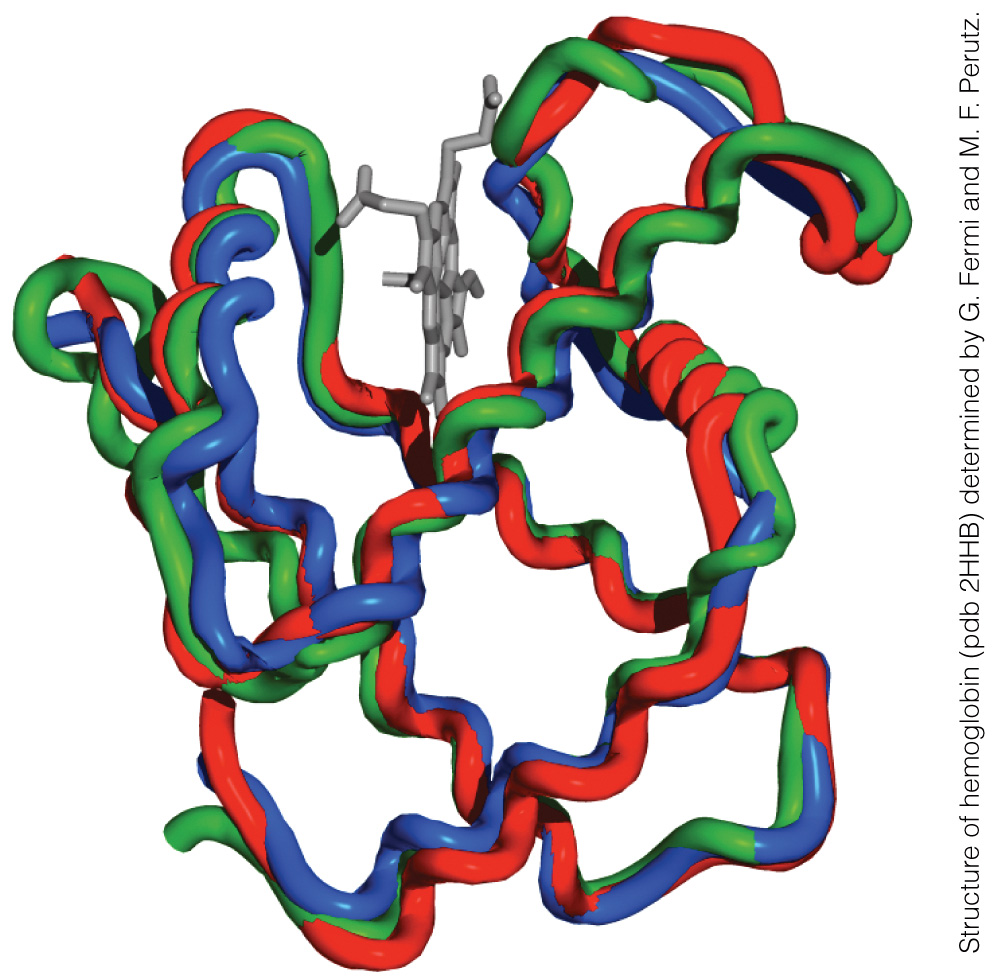 Structure of hemoglobin (pdb 2HHB) determined by G. Fermi and M. F. Perutz.